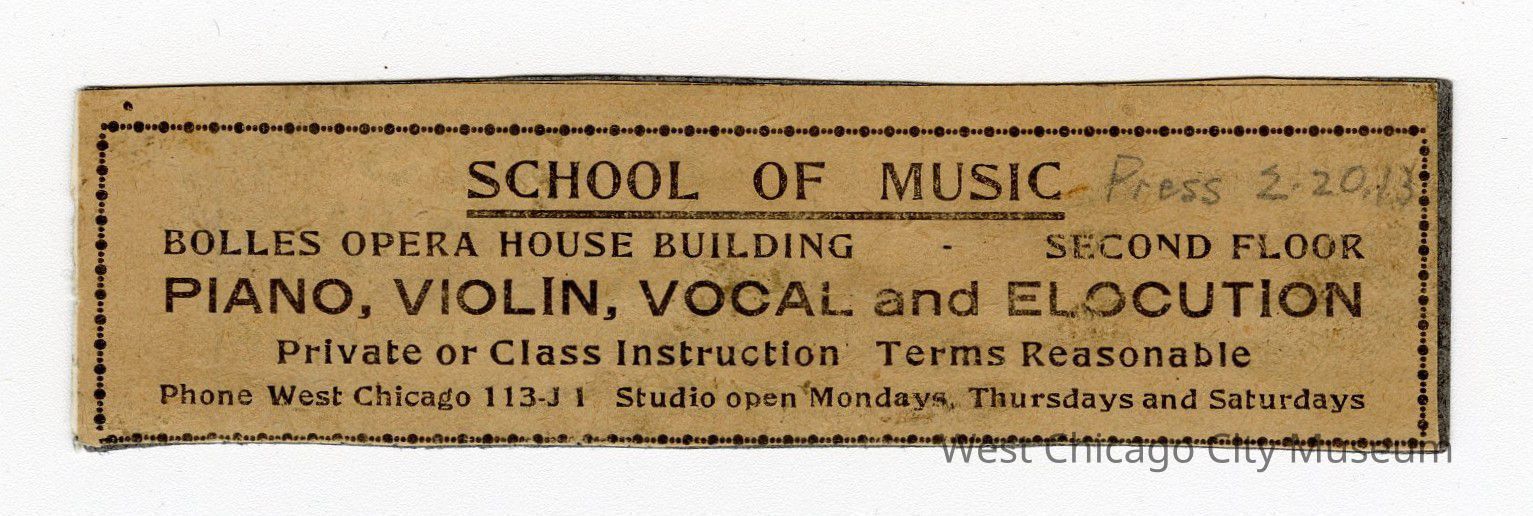 SCHOOL OF MUSIC Press 2.20.13
BOLLES OPERA HOUSE BUILDING - SECOND FLOOR
PIANO, VIOLIN, VOCAL and ELOCUTION
Private or Class Instruction Terms Reasonable
Phone West Chicago 113-J 1 Studio open Mondays, Thursdays and Saturdays
West Chicago City Museum